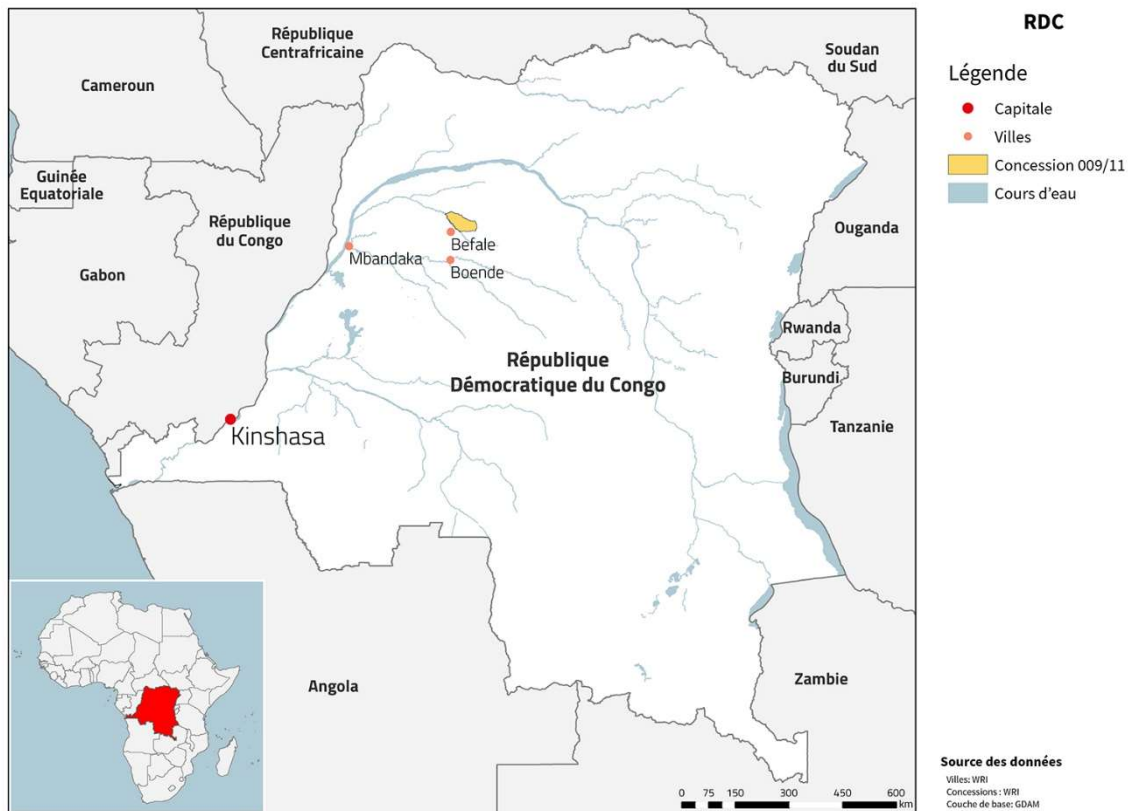 République
Centrafricaine
Soudan
du Sud
Cameroun
Guinée
Equatoriale
République
du Congo
Gabon
Ouganda
Mbandaka
Befale
Boende
Rwanda
République
Démocratique du Congo
Burundi
Tanzanie
Kinshasa
Angola
Zambie
0 75 150 300 450 600
km
RDC
Légende
Capitale
Villes
Concession 009/11
Cours d'eau
Source des données
Villes: WRI
Concessions : WRI
Couche de base: GDAM